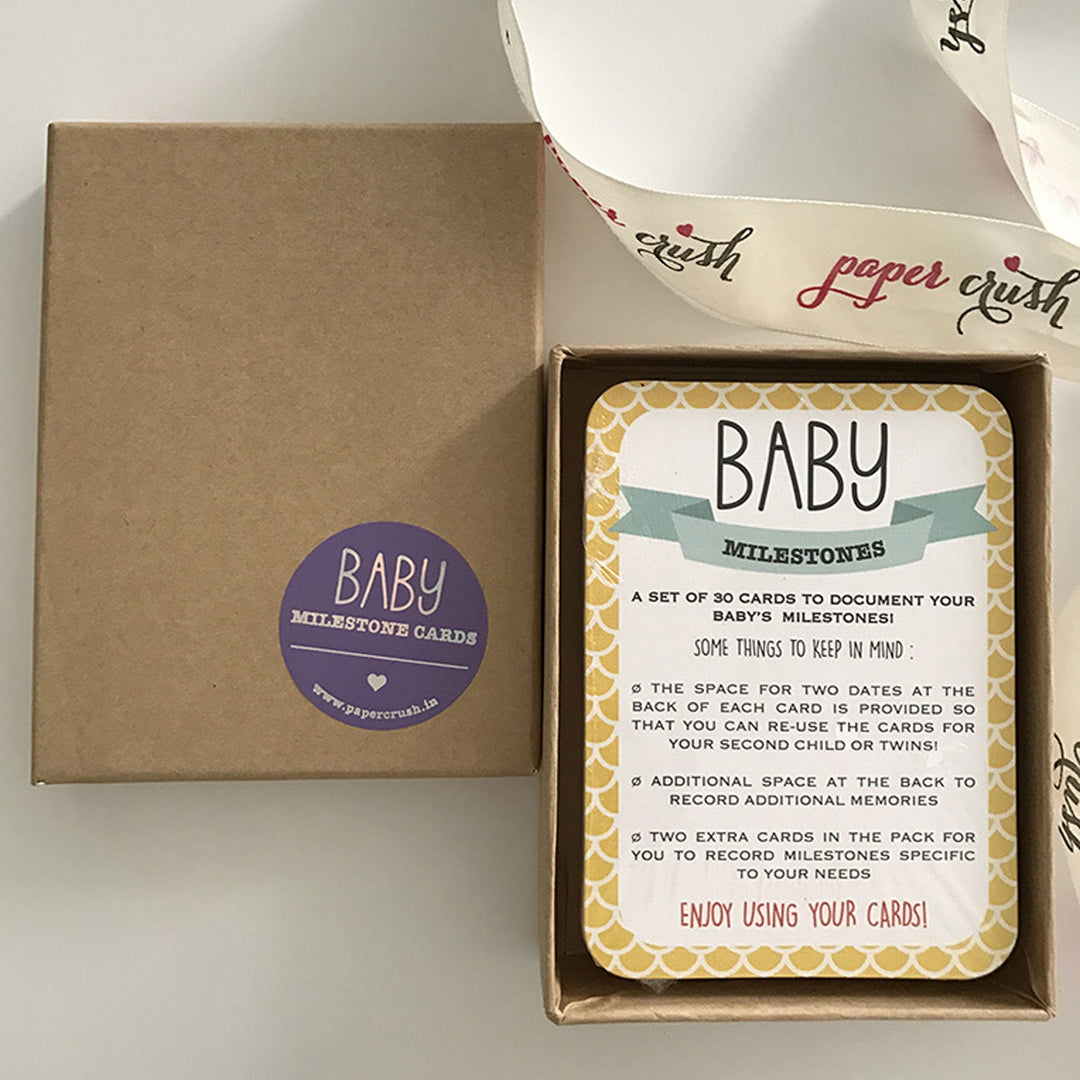 ysn
paper crush
paper crush
BABY
MILESTONE CARDS
www.papercrush.in
BABY
MILESTONES
A SET OF 30 CARDS TO DOCUMENT YOUR
BABY'S MILESTONES!
SOME THINGS TO KEEP IN MIND :
ø THE SPACE FOR TWO DATES AT THE
BACK OF EACH CARD IS PROVIDED SO
THAT YOU CAN RE-USE THE CARDS FOR
YOUR SECOND CHILD OR TWINS!
ø ADDITIONAL SPACE AT THE BACK TO
RECORD ADDITIONAL MEMORIES
ø TWO EXTRA CARDS IN THE PACK FOR
YOU TO RECORD MILESTONES SPECIFIC
TO YOUR NEEDS
ENJOY USING YOUR CARDS!